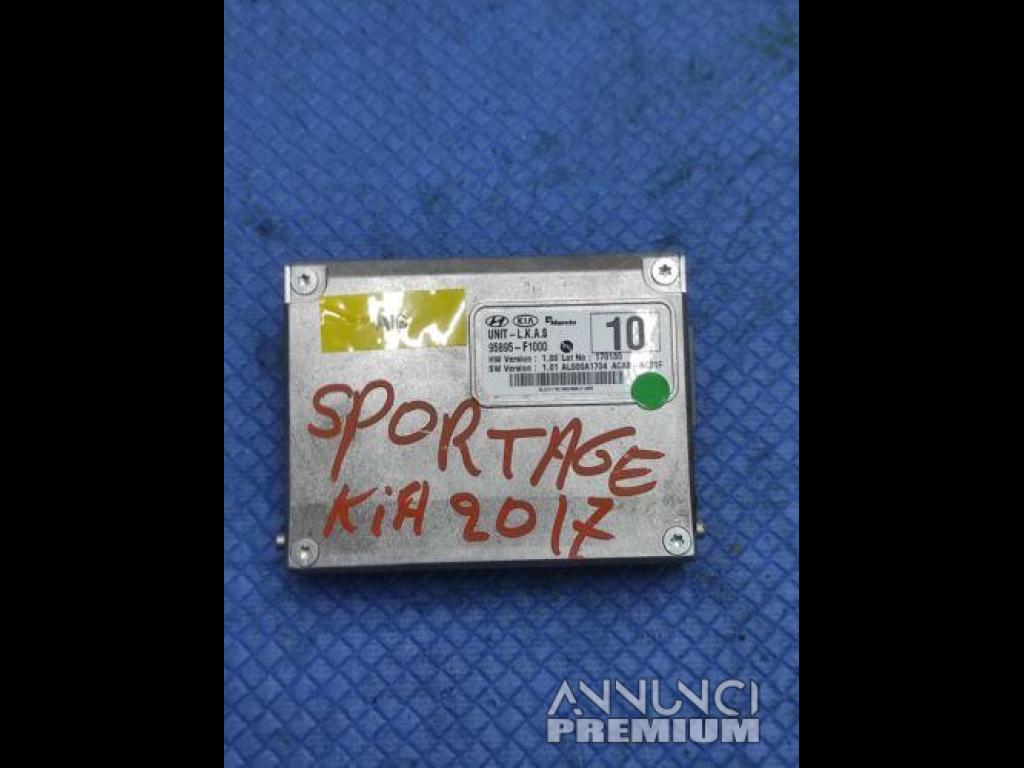 A16
KIA Mando
UNIT-L.K.A.S
95895-F1000
10
HW Version : 1.00 Lot No : 170130
SW Version : 1.01
SPORTAGE
KiA 2017
ANNUNCI
PREMIUM